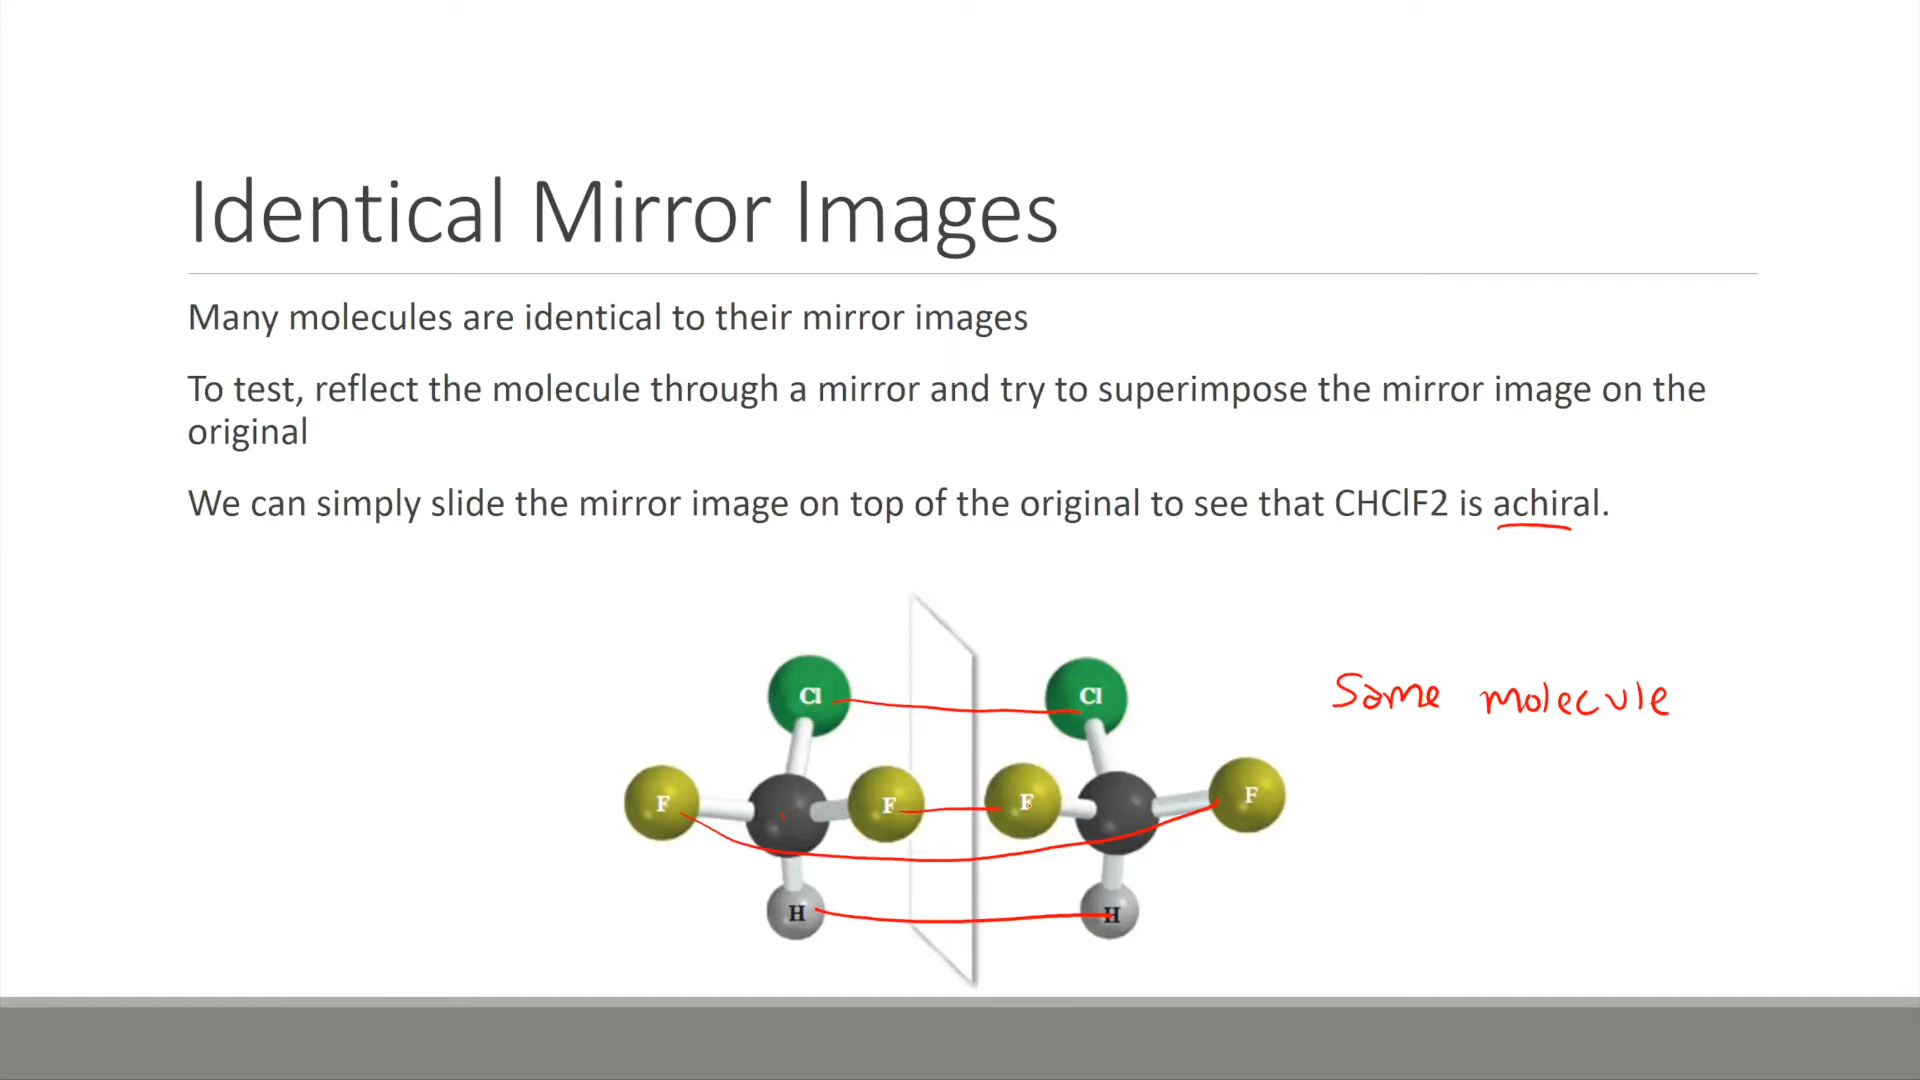 Identical Mirror Images
Many molecules are identical to their mirror images
To test, reflect the molecule through a mirror and try to superimpose the mirror image on the
original
We can simply slide the mirror image on top of the original to see that CHClF2 is achiral.
Cl Cl
Same molecule
F F F F
H H